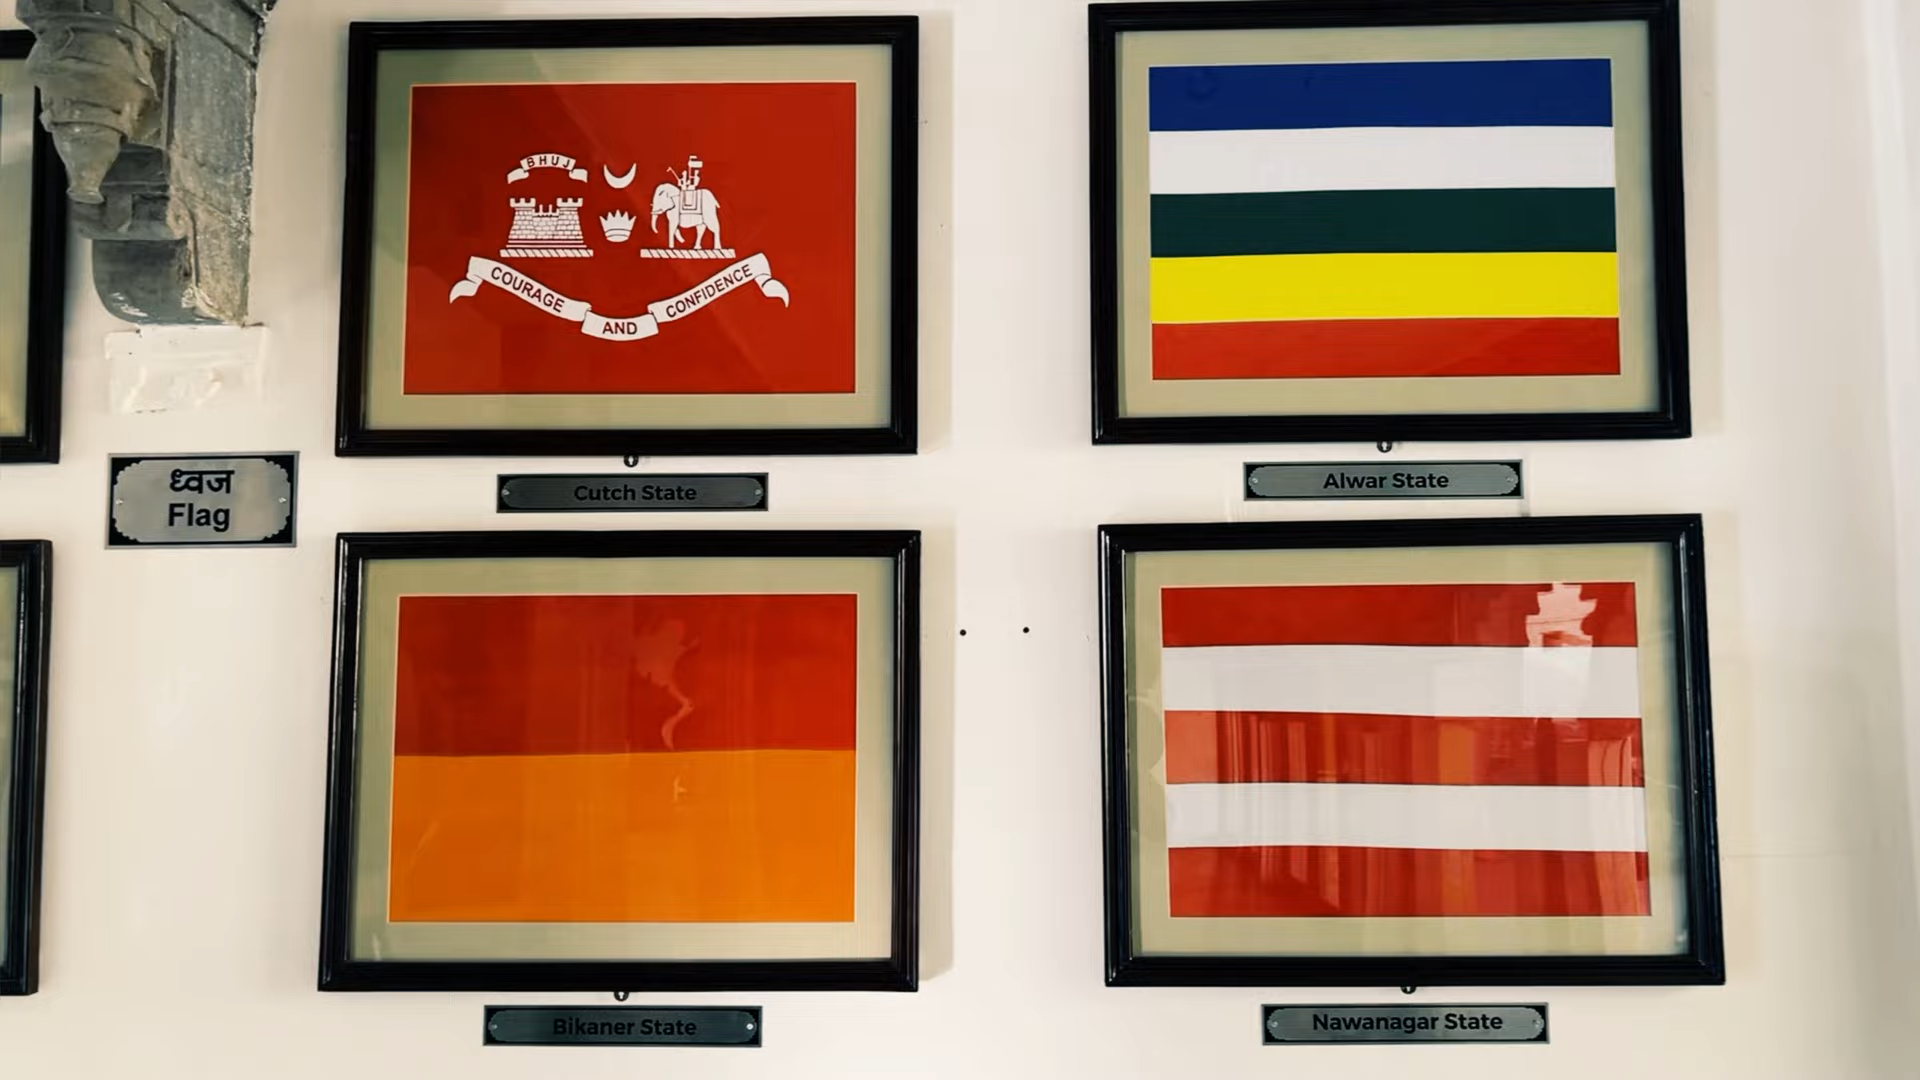 BHUJ
COURAGE AND CONFIDENCE
Cutch State
Alwar State
ध्वज
Flag
Bikaner State
Nawanagar State